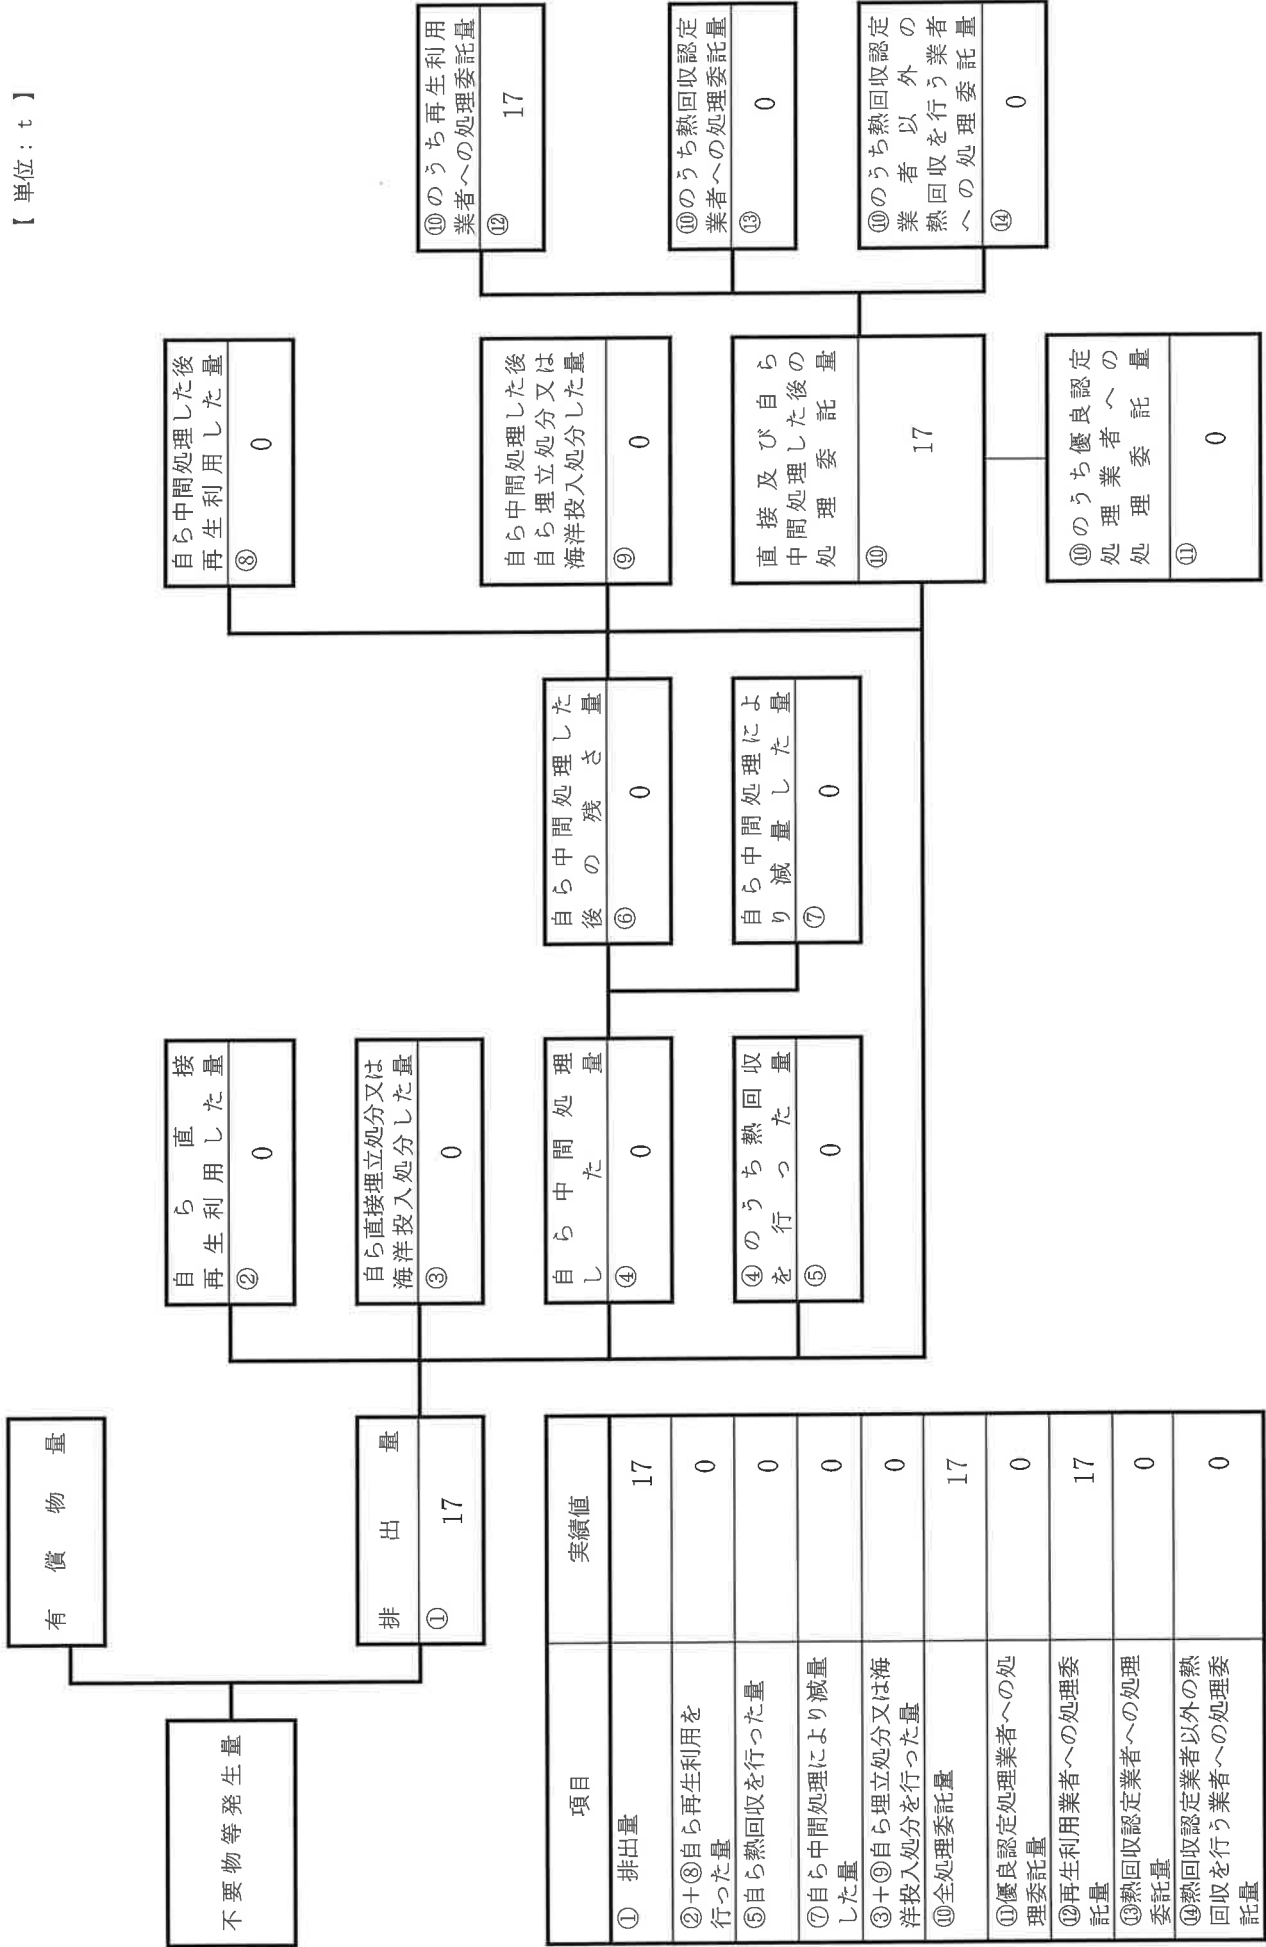 【 単位：ｔ 】
不要物等発生量
有償物量
排出量
① 17
自ら直接
再生利用した量
② 0
自ら直接埋立処分又は
海洋投入処分した量
③ 0
自ら中間処理
した量
④ 0
④のうち熱回収
を行った量
⑤ 0
自ら中間処理した
後の残さ量
⑥ 0
自ら中間処理によ
り減量した量
⑦ 0
自ら中間処理した後
再生利用した量
⑧ 0
自ら中間処理した後
自ら埋立処分又は
海洋投入処分した量
⑨ 0
直接及び自ら
中間処理した後の
処理委託量
⑩ 17
⑩のうち優良認定
処理業者への
処理委託量
⑪ 0
⑩のうち再生利用
業者への処理委託量
⑫ 17
⑩のうち熱回収認定
業者への処理委託量
⑬ 0
⑩のうち熱回収認定
業者以外の
熱回収を行う業者
への処理委託量
⑭ 0
項目 実績値
① 排出量 17
②＋⑧自ら再生利用を
行った量 0
⑤自ら熱回収を行った量 0
⑦自ら中間処理により減量
した量 0
③＋⑨自ら埋立処分又は海
洋投入処分を行った量 0
⑩全処理委託量 17
⑪優良認定処理業者への処
理委託量 0
⑫再生利用業者への処理委
託量 17
⑬熱回収認定業者への処理
委託量 0
⑭熱回収認定業者以外の熱
回収を行う業者への処理委
託量 0